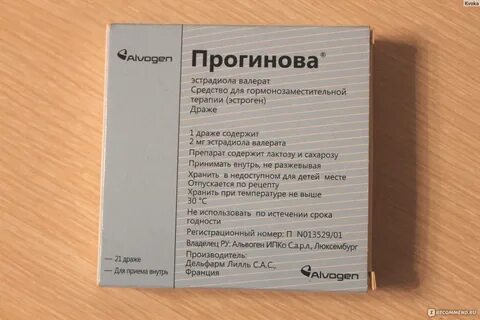 Kvoka
Alvogen
Прогинова®
эстрадиола валерат
Средство для гормонозаместительной
терапии (эстроген)
Драже
1 драже содержит
2 мг эстрадиола валерата
Препарат содержит лактозу и сахарозу
Принимать внутрь, не разжевывая
Хранить в недоступном для детей месте
Отпускается по рецепту
Хранить при температуре не выше
30 °C
Не использовать по истечении срока
годности
Регистрационный номер: П N013529/01
Владелец РУ: Альвоген ИПКо С.а.р.л, Люксембург
Производитель:
Дельфарм Лилль С.А.С.,
Франция
21 драже
Для приема внутрь
Alvogen
IRECOMMEND.RU